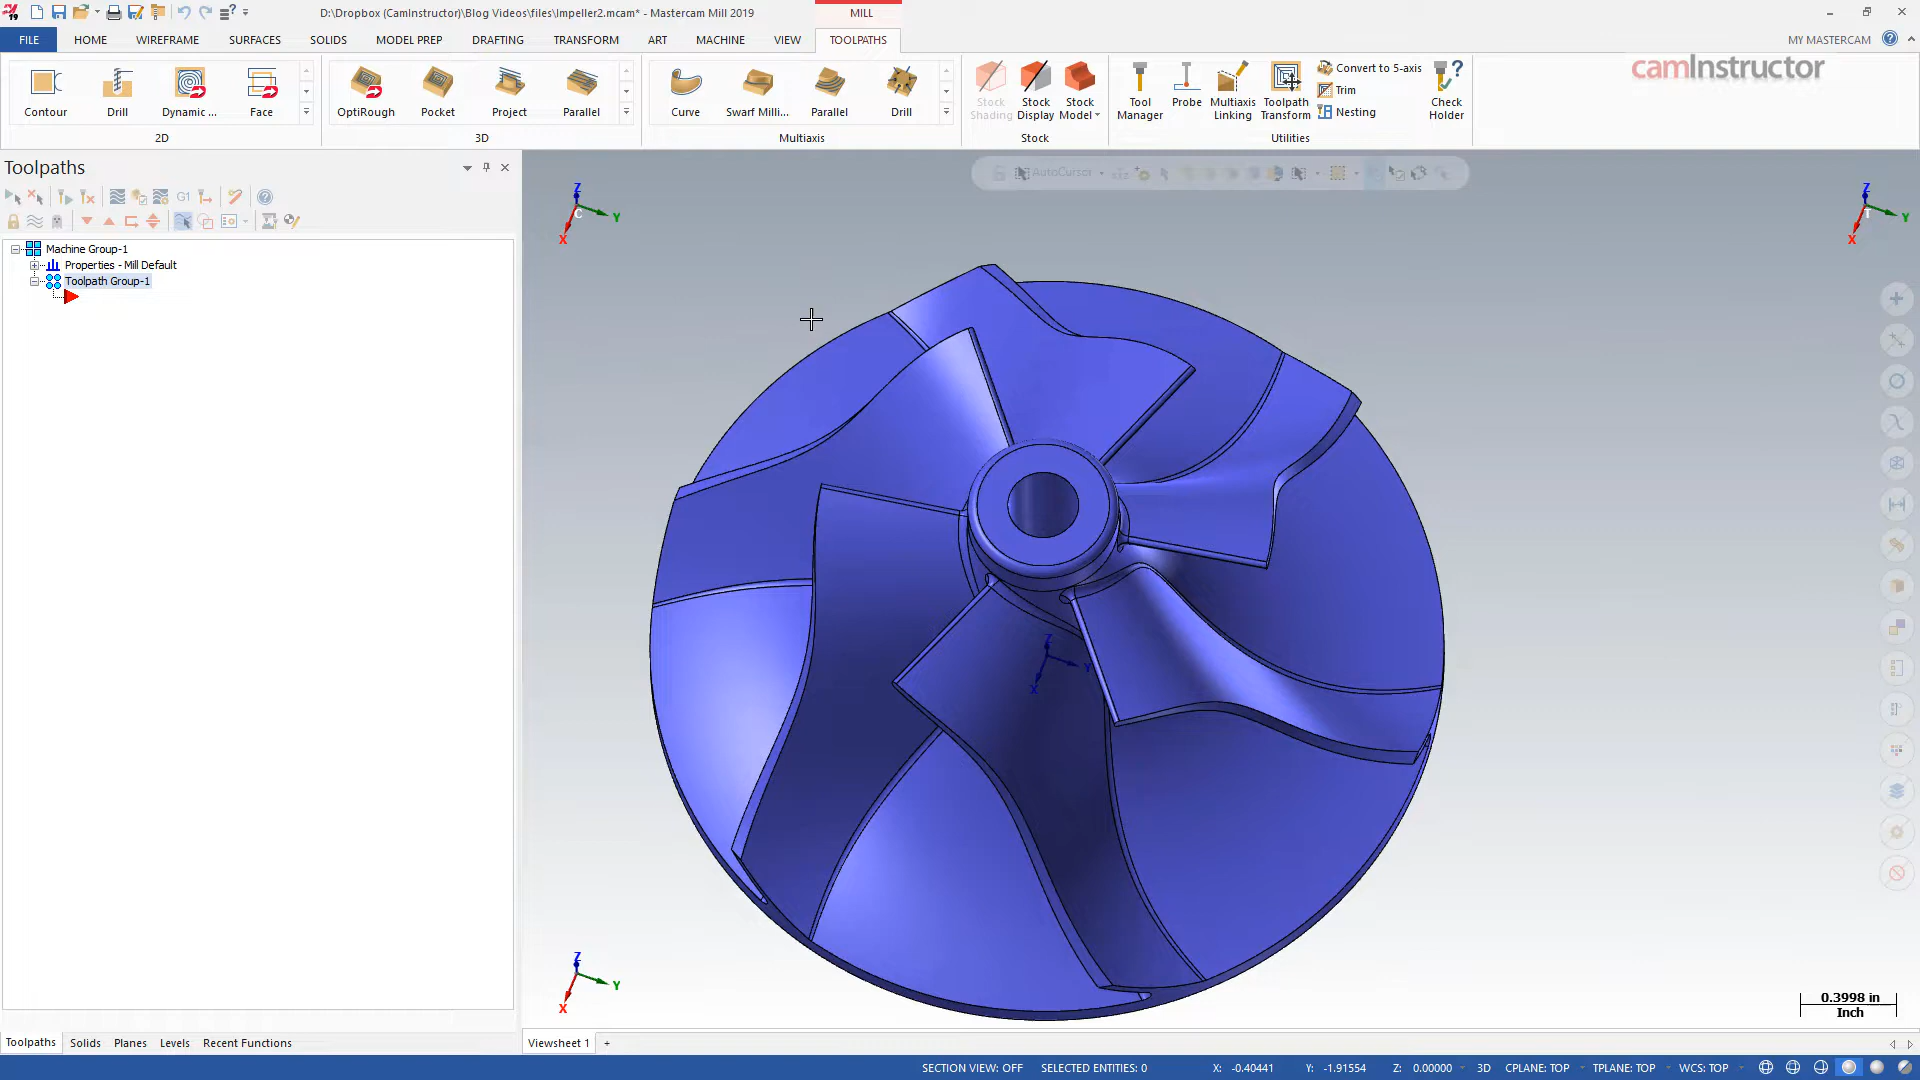 D:\Dropbox (CamInstructor)\Blog Videos\files\Impeller2.mcam* - Mastercam Mill 2019
MILL
FILE HOME WIREFRAME SURFACES SOLIDS MODEL PREP DRAFTING TRANSFORM ART MACHINE VIEW TOOLPATHS
MY MASTERCAM
camInstructor
Contour Drill Dynamic ... Face
2D
OptiRough Pocket Project Parallel
3D
Curve Swarf Milli... Parallel Drill
Multiaxis
Stock Shading
Stock Display
Stock Model
Stock
Tool Manager
Probe
Multiaxis Linking
Toolpath Transform
Convert to 5-axis
Trim
Nesting
Check Holder
Utilities
Toolpaths
G1
AutoCursor
Machine Group-1
Properties - Mill Default
Toolpath Group-1
Z
C
Y
X
Z
T
Y
X
Z
Y
X
Z
Y
X
0.3998 in
Inch
Toolpaths Solids Planes Levels Recent Functions
Viewsheet 1 +
SECTION VIEW: OFF SELECTED ENTITIES: 0 X: -0.40441 Y: -1.91554 Z: 0.00000 3D CPLANE: TOP TPLANE: TOP WCS: TOP